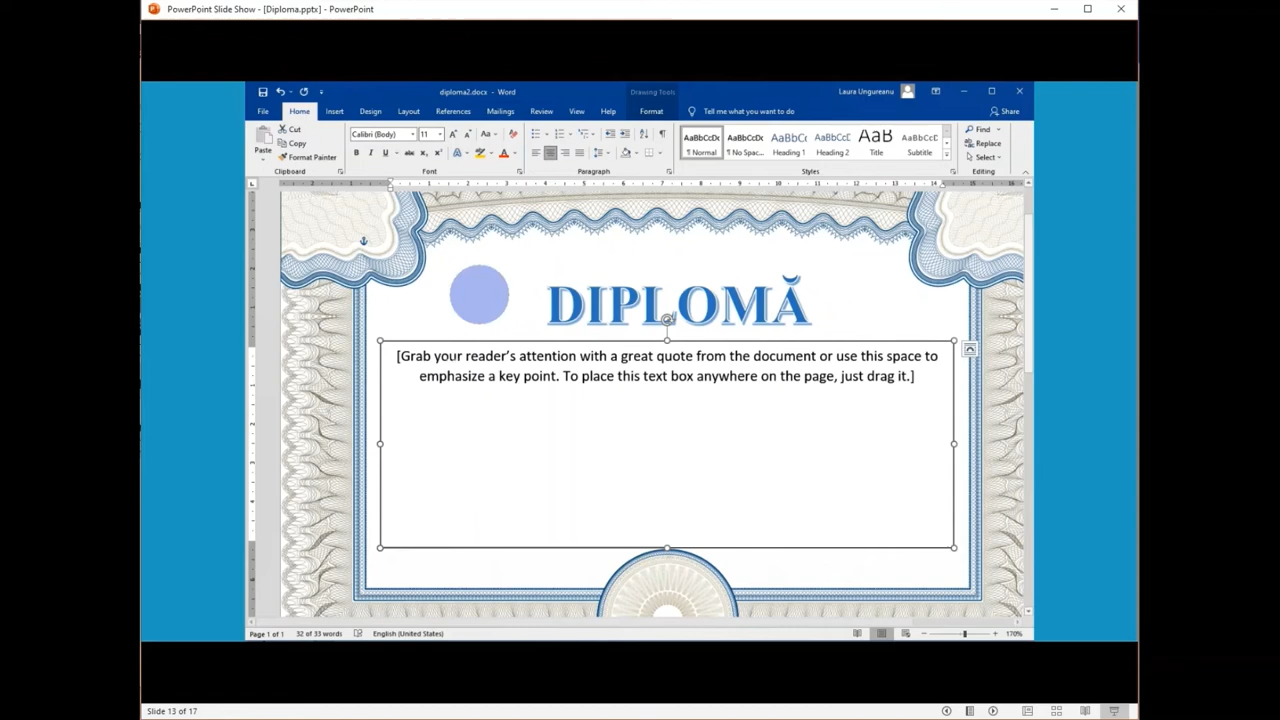 PowerPoint Slide Show - [Diploma.pptx] - PowerPoint
diploma2.docx - Word
Drawing Tools
Laura Ungureanu
File Home Insert Design Layout References Mailings Review View Help Format Tell me what you want to do Share
Paste
Cut
Copy
Format Painter
Clipboard
Calibri (Body) 11
Font
Paragraph
AaBbCcDc AaBbCcDc AaBbCc AaBbCcC AaB AaBbCcC
¶ Normal ¶ No Spac... Heading 1 Heading 2 Title Subtitle
Styles
Find
Replace
Select
Editing
DIPLOMĂ
[Grab your reader’s attention with a great quote from the document or use this space to
emphasize a key point. To place this text box anywhere on the page, just drag it.]
Page 1 of 1 32 of 33 words English (United States) 170%
Slide 13 of 17